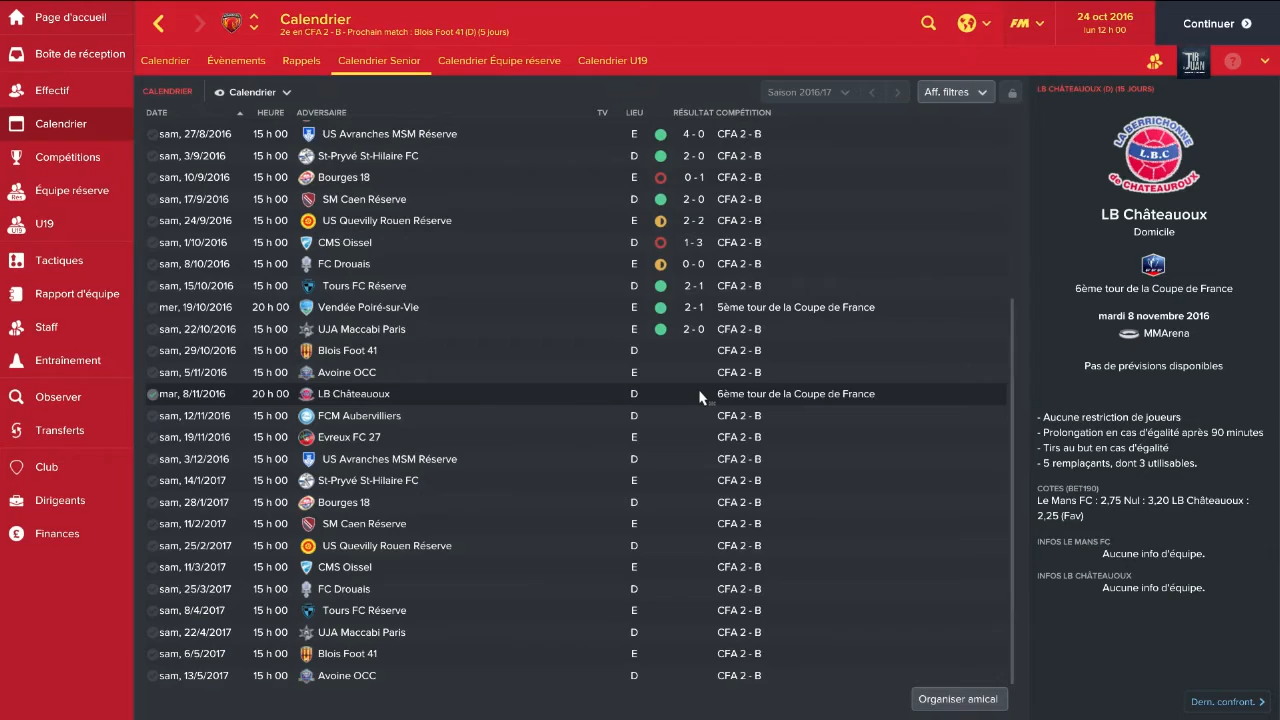 Page d'accueil
Boîte de réception
Effectif
Calendrier
Compétitions
Rés
Équipe réserve
U19
U19
Tactiques
Rapport d'équipe
Staff
Entraînement
Observer
Transferts
Club
Dirigeants
£ Finances
Calendrier
2e en CFA 2 - B - Prochain match : Blois Foot 41 (D) (5 jours)
FM
24 oct 2016
lun 12 h 00
Continuer
Calendrier Évènements Rappels Calendrier Senior Calendrier Équipe réserve Calendrier U19
?
CALENDRIER Calendrier Saison 2016/17 Aff. filtres
DATE HEURE ADVERSAIRE TV LIEU RÉSULTAT COMPÉTITION
sam, 27/8/2016 15 h 00 US Avranches MSM Réserve E 4 - 0 CFA 2 - B
sam, 3/9/2016 15 h 00 St-Pryvé St-Hilaire FC D 2 - 0 CFA 2 - B
sam, 10/9/2016 15 h 00 Bourges 18 E 0 - 1 CFA 2 - B
sam, 17/9/2016 15 h 00 SM Caen Réserve D 2 - 0 CFA 2 - B
sam, 24/9/2016 15 h 00 US Quevilly Rouen Réserve E 2 - 2 CFA 2 - B
sam, 1/10/2016 15 h 00 CMS Oissel D 1 - 3 CFA 2 - B
sam, 8/10/2016 15 h 00 FC Drouais E 0 - 0 CFA 2 - B
sam, 15/10/2016 15 h 00 Tours FC Réserve D 2 - 1 CFA 2 - B
mer, 19/10/2016 20 h 00 Vendée Poiré-sur-Vie E 2 - 1 5ème tour de la Coupe de France
sam, 22/10/2016 15 h 00 UJA Maccabi Paris E 2 - 0 CFA 2 - B
sam, 29/10/2016 15 h 00 Blois Foot 41 D CFA 2 - B
sam, 5/11/2016 15 h 00 Avoine OCC E CFA 2 - B
mar, 8/11/2016 20 h 00 LB Châteauoux D 6ème tour de la Coupe de France
sam, 12/11/2016 15 h 00 FCM Aubervilliers D CFA 2 - B
sam, 19/11/2016 15 h 00 Evreux FC 27 E CFA 2 - B
sam, 3/12/2016 15 h 00 US Avranches MSM Réserve D CFA 2 - B
sam, 14/1/2017 15 h 00 St-Pryvé St-Hilaire FC E CFA 2 - B
sam, 28/1/2017 15 h 00 Bourges 18 D CFA 2 - B
sam, 11/2/2017 15 h 00 SM Caen Réserve E CFA 2 - B
sam, 25/2/2017 15 h 00 US Quevilly Rouen Réserve D CFA 2 - B
sam, 11/3/2017 15 h 00 CMS Oissel E CFA 2 - B
sam, 25/3/2017 15 h 00 FC Drouais D CFA 2 - B
sam, 8/4/2017 15 h 00 Tours FC Réserve E CFA 2 - B
sam, 22/4/2017 15 h 00 UJA Maccabi Paris D CFA 2 - B
sam, 6/5/2017 15 h 00 Blois Foot 41 E CFA 2 - B
sam, 13/5/2017 15 h 00 Avoine OCC D CFA 2 - B
Organiser amical
LB CHÂTEAUOUX (D) (15 JOURS)
LA BERRICHONNE
L.B.C
de CHATEAUROUX
LB Châteauoux
Domicile
6ème tour de la Coupe de France
mardi 8 novembre 2016
MMArena
Pas de prévisions disponibles
- Aucune restriction de joueurs
- Prolongation en cas d'égalité après 90 minutes
- Tirs au but en cas d'égalité
- 5 remplaçants, dont 3 utilisables.
COTES (BET190)
Le Mans FC : 2,75 Nul : 3,20 LB Châteauoux :
2,25 (Fav)
INFOS LE MANS FC
Aucune info d'équipe.
INFOS LB CHÂTEAUOUX
Aucune info d'équipe.
Dern. confront.